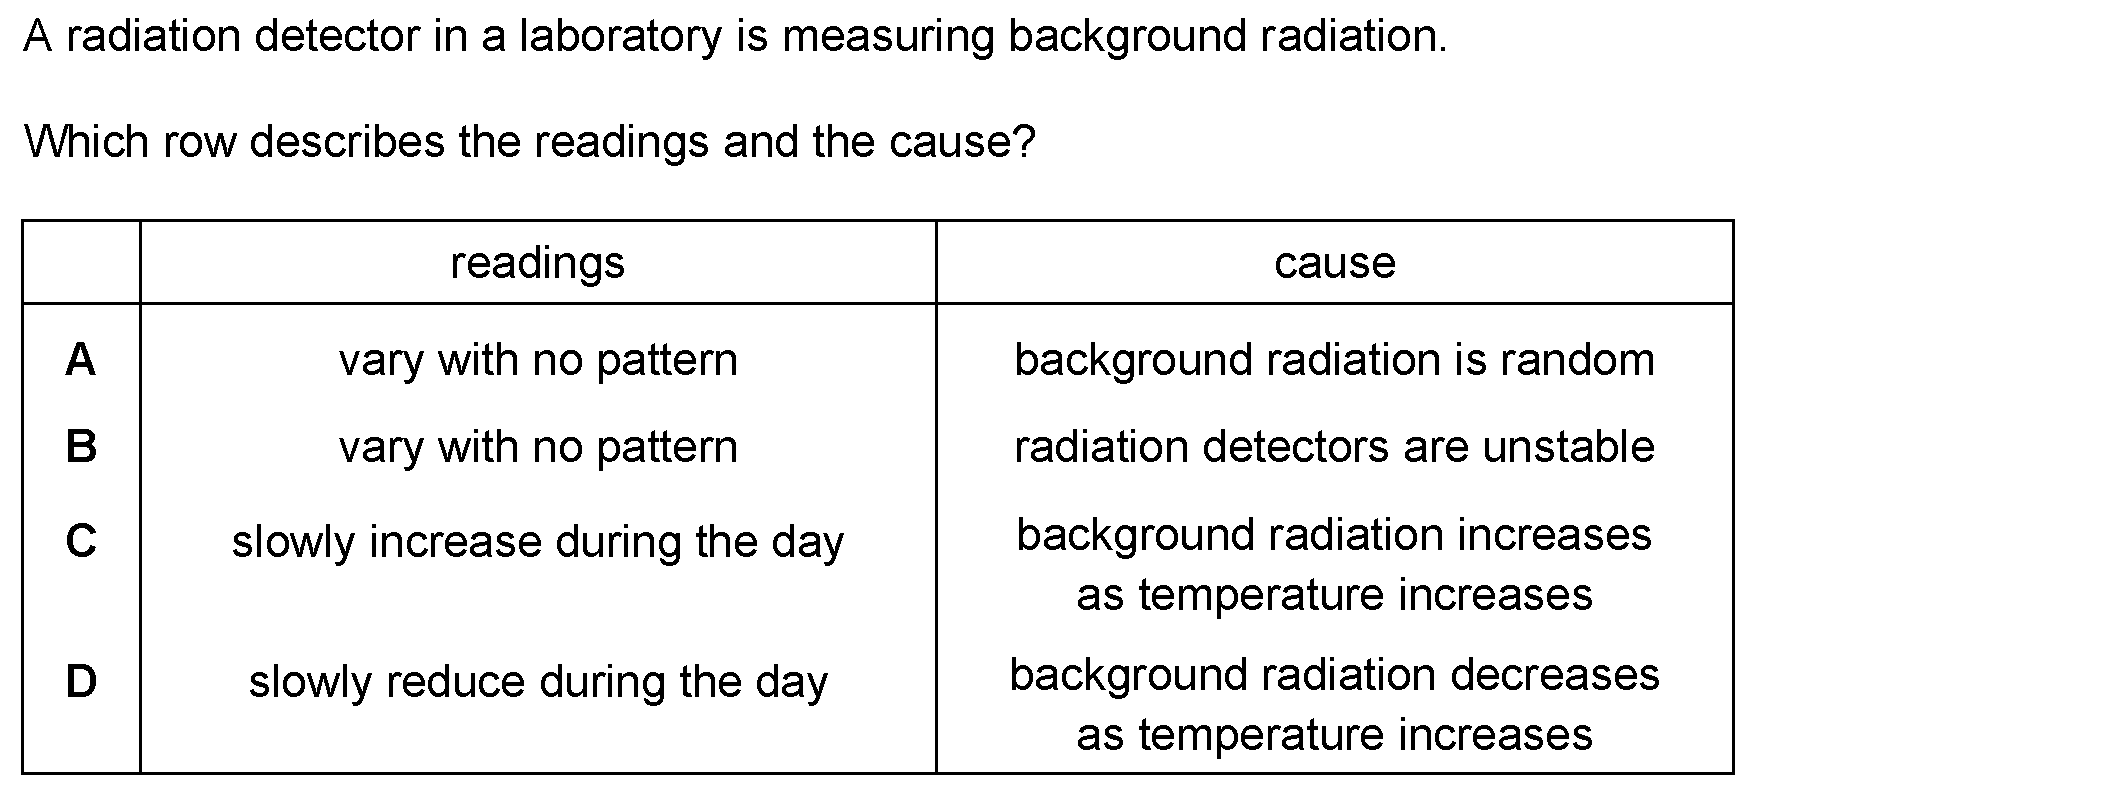 A radiation detector in a laboratory is measuring background radiation.
Which row describes the readings and the cause?
readings cause
A vary with no pattern background radiation is random
B vary with no pattern radiation detectors are unstable
C slowly increase during the day background radiation increases
as temperature increases
D slowly reduce during the day background radiation decreases
as temperature increases